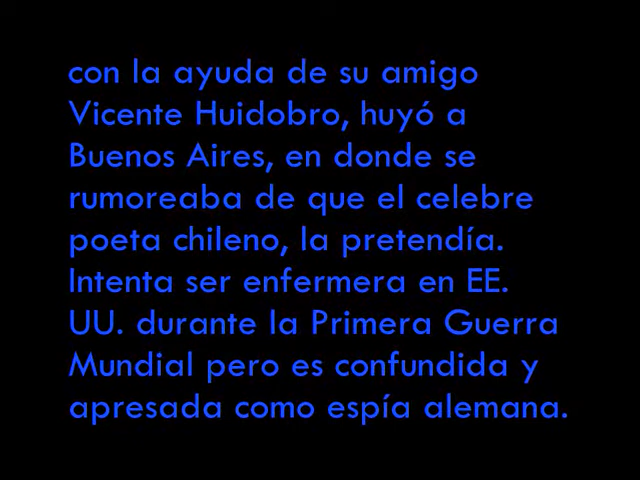 con la ayuda de su amigo
Vicente Huidobro, huyó a
Buenos Aires, en donde se
rumoreaba de que el celebre
poeta chileno, la pretendía.
Intenta ser enfermera en EE.
UU. durante la Primera Guerra
Mundial pero es confundida y
apresada como espía alemana.